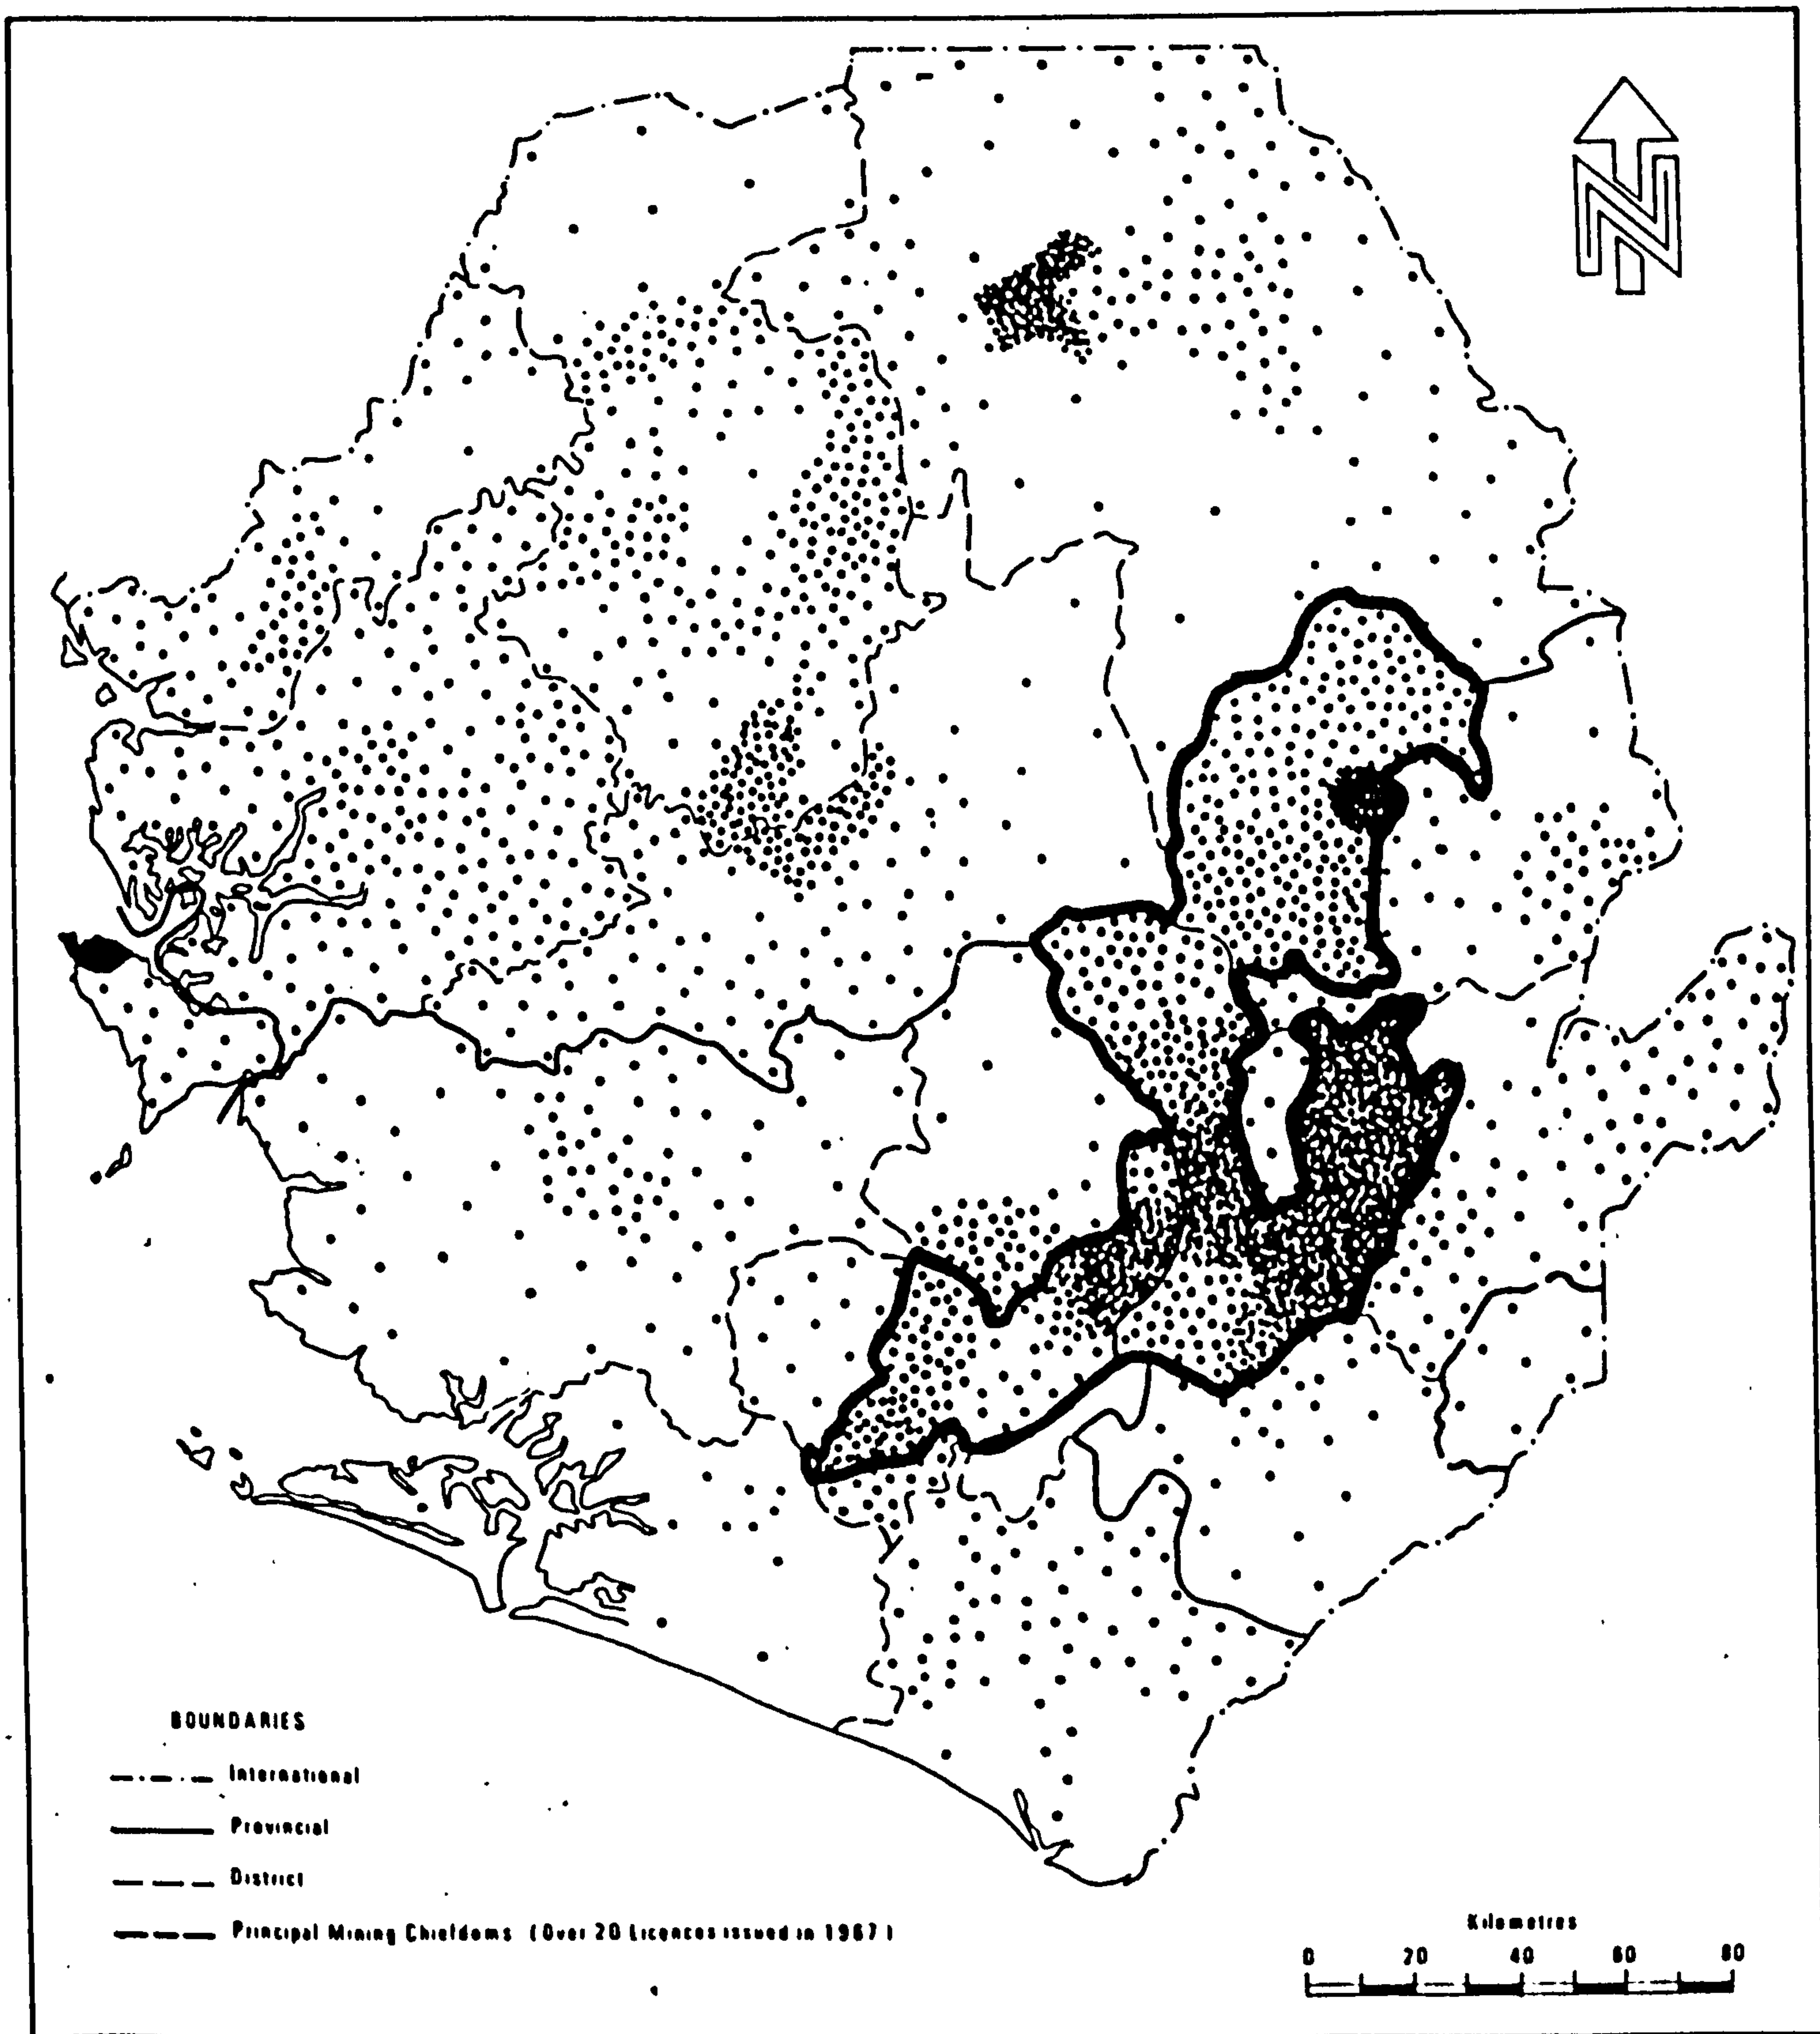 N
BOUNDARIES
International
Provincial
District
Principal Mining Chiefdoms (Over 20 Licences issued in 1967)
Kilometres
0 20 40 60 80